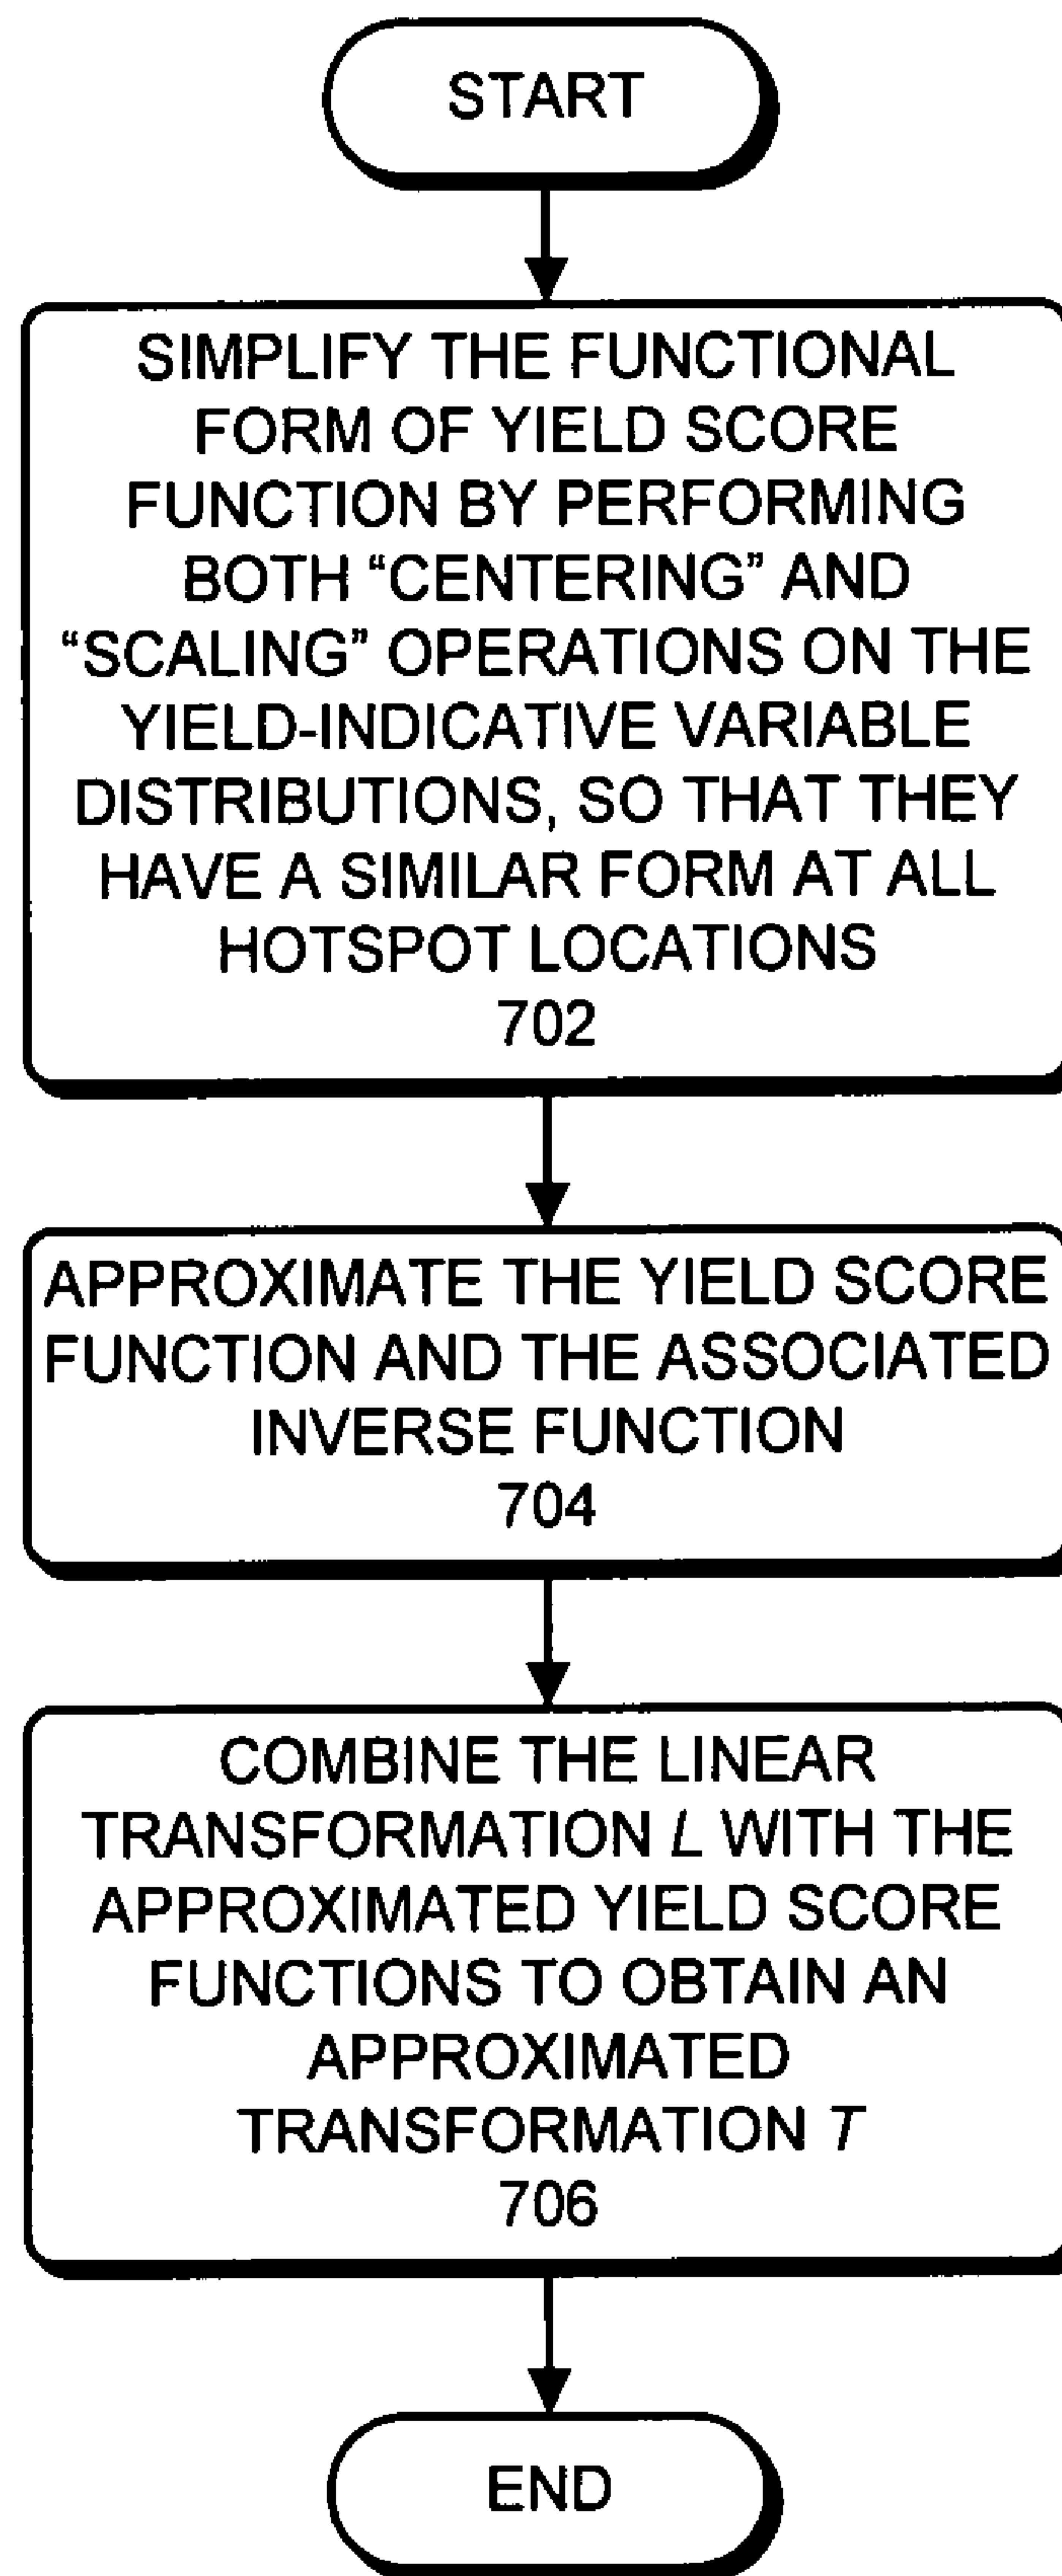 START
SIMPLIFY THE FUNCTIONAL
FORM OF YIELD SCORE
FUNCTION BY PERFORMING
BOTH “CENTERING” AND
“SCALING” OPERATIONS ON THE
YIELD-INDICATIVE VARIABLE
DISTRIBUTIONS, SO THAT THEY
HAVE A SIMILAR FORM AT ALL
HOTSPOT LOCATIONS
702
APPROXIMATE THE YIELD SCORE
FUNCTION AND THE ASSOCIATED
INVERSE FUNCTION
704
COMBINE THE LINEAR
TRANSFORMATION L WITH THE
APPROXIMATED YIELD SCORE
FUNCTIONS TO OBTAIN AN
APPROXIMATED
TRANSFORMATION T
706
END